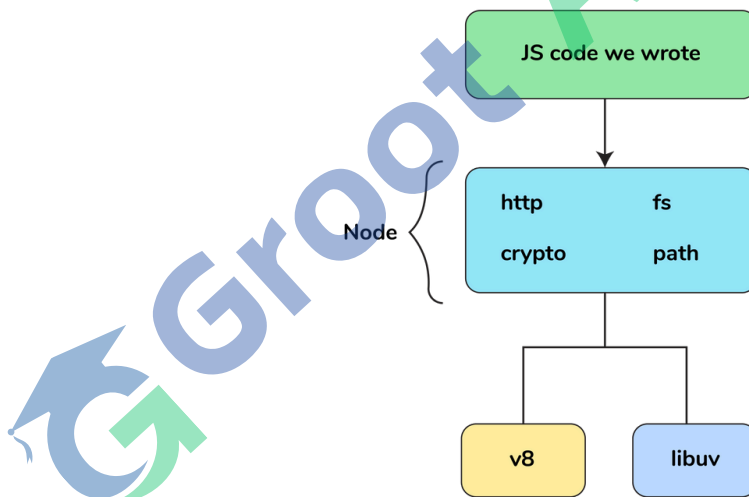 JS code we wrote
http fs
Node
crypto path
v8 libuv
Groot